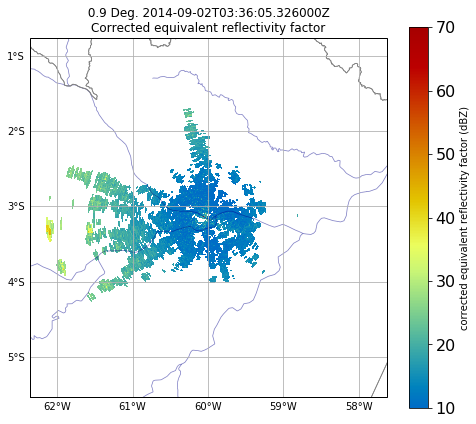 0.9 Deg. 2014-09-02T03:36:05.326000Z
Corrected equivalent reflectivity factor
1°S
2°S
3°S
4°S
5°S
62°W
61°W
60°W
59°W
58°W
70
60
50
40
30
20
10
corrected equivalent reflectivity factor (dBZ)